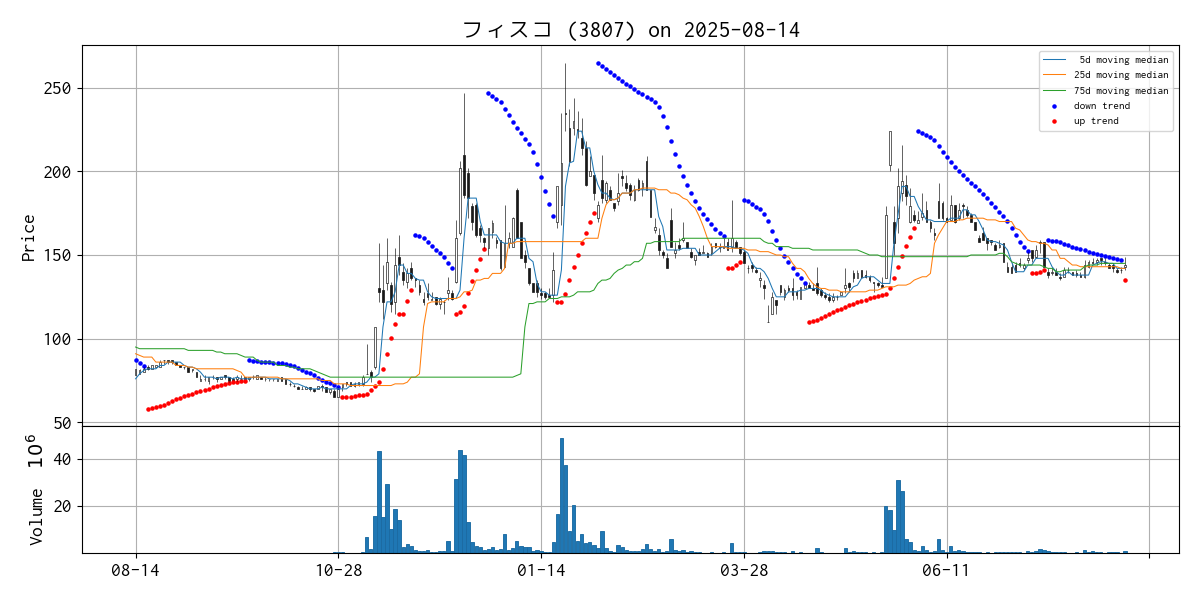 フィスコ (3807) on 2025-08-14
Price
250
200
150
100
50
5d moving median
25d moving median
75d moving median
down trend
up trend
Volume 10^6
40
20
08-14
10-28
01-14
03-28
06-11